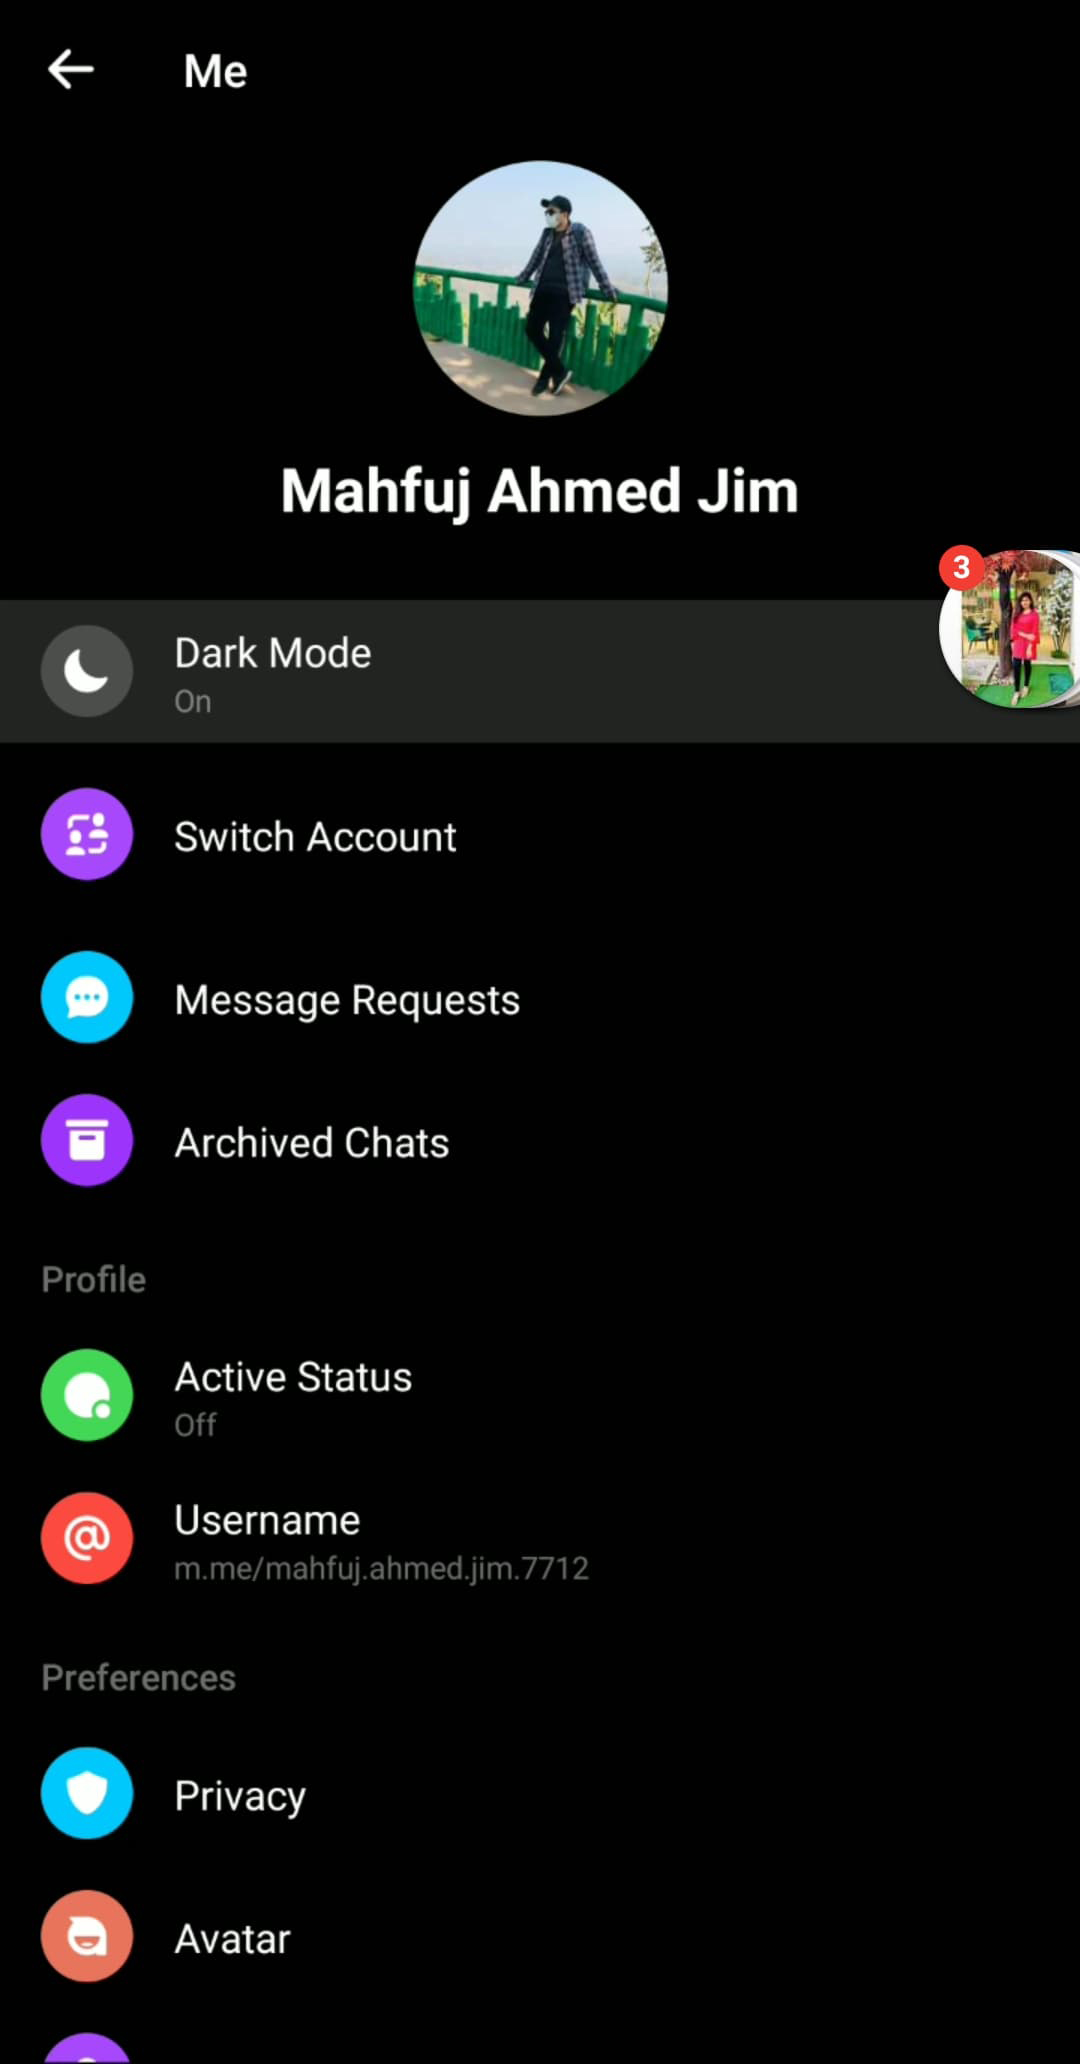 Me
Mahfuj Ahmed Jim
3
Dark Mode
On
Switch Account
Message Requests
Archived Chats
Profile
Active Status
Off
Username
m.me/mahfuj.ahmed.jim.7712
Preferences
Privacy
Avatar